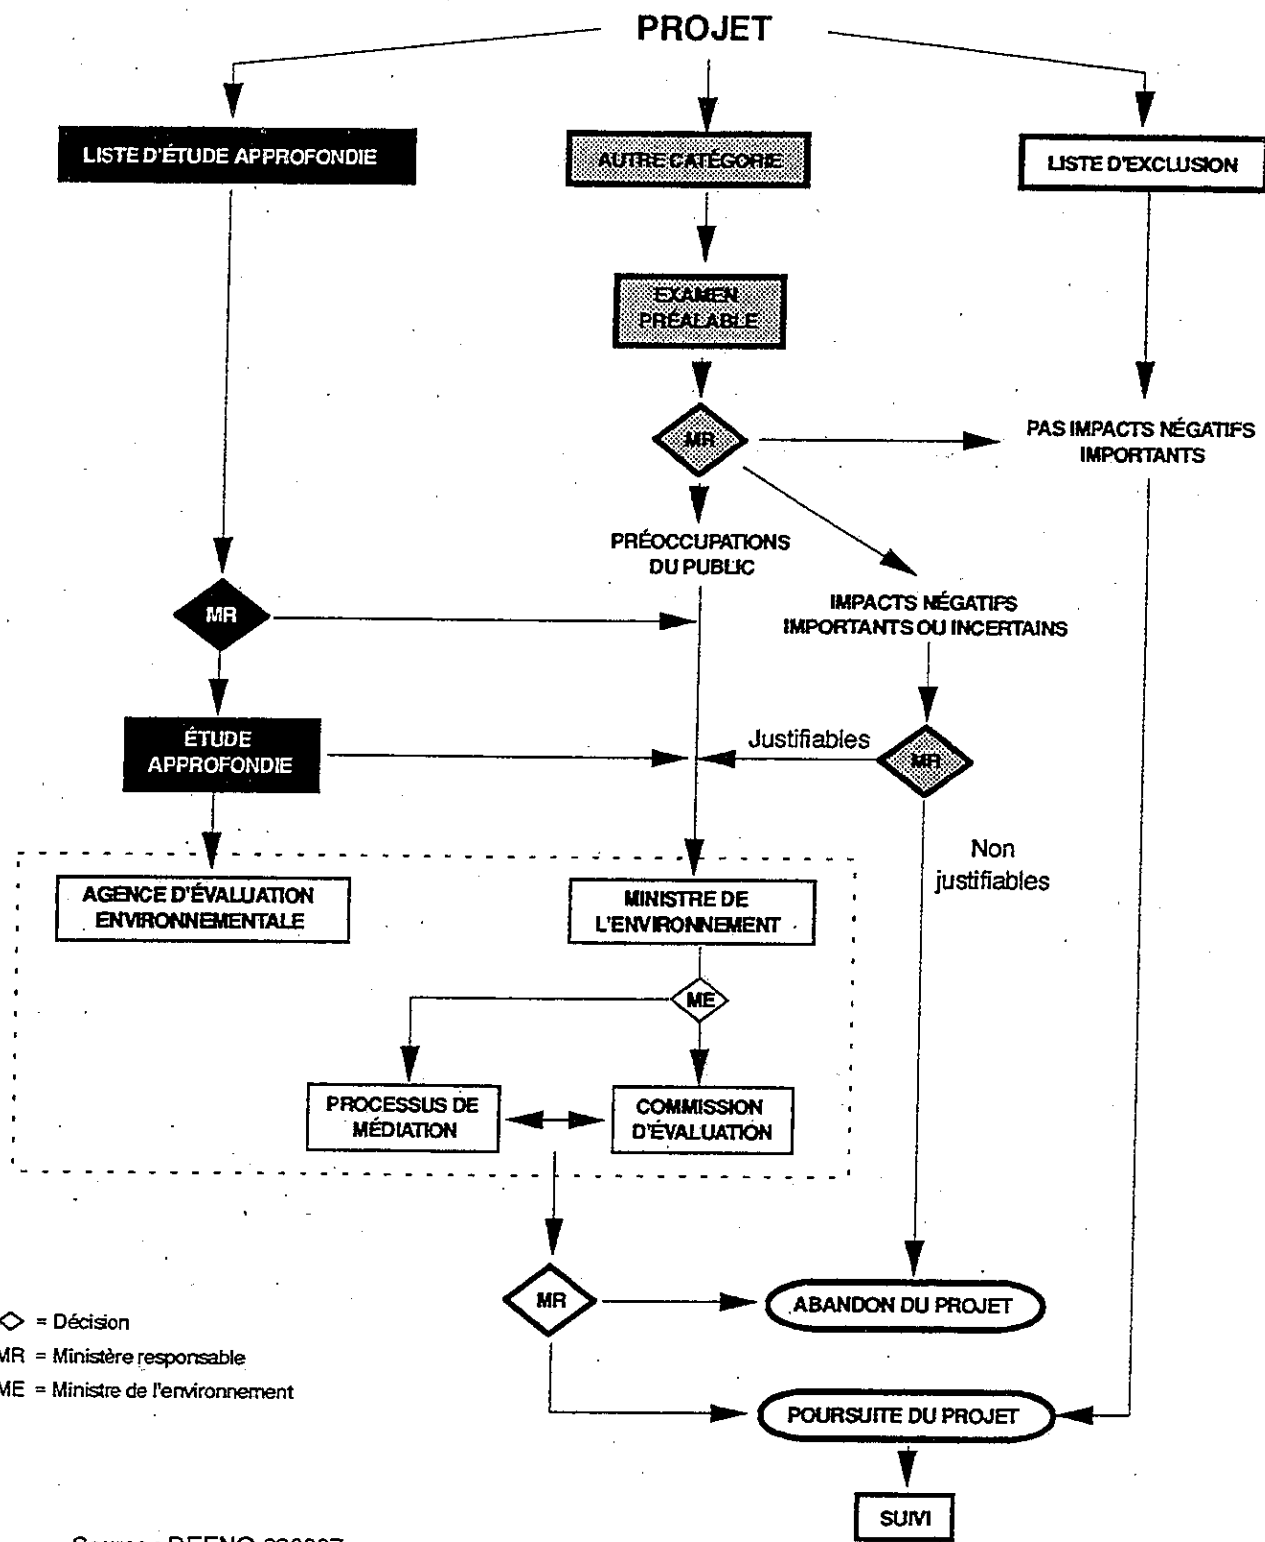 PROJET
LISTE D'ÉTUDE APPROFONDIE
AUTRE CATÉGORIE
LISTE D'EXCLUSION
EXAMEN
PRÉALABLE
MR
PAS IMPACTS NÉGATIFS
IMPORTANTS
PRÉOCCUPATIONS
DU PUBLIC
IMPACTS NÉGATIFS
IMPORTANTS OU INCERTAINS
MR
ÉTUDE
APPROFONDIE
Justifiables
MR
Non
justifiables
AGENCE D'ÉVALUATION
ENVIRONNEMENTALE
MINISTRE DE
L'ENVIRONNEMENT
ME
PROCESSUS DE
MÉDIATION
COMMISSION
D'ÉVALUATION
MR
ABANDON DU PROJET
= Décision
MR = Ministère responsable
ME = Ministre de l'environnement
POURSUITE DU PROJET
SUIVI